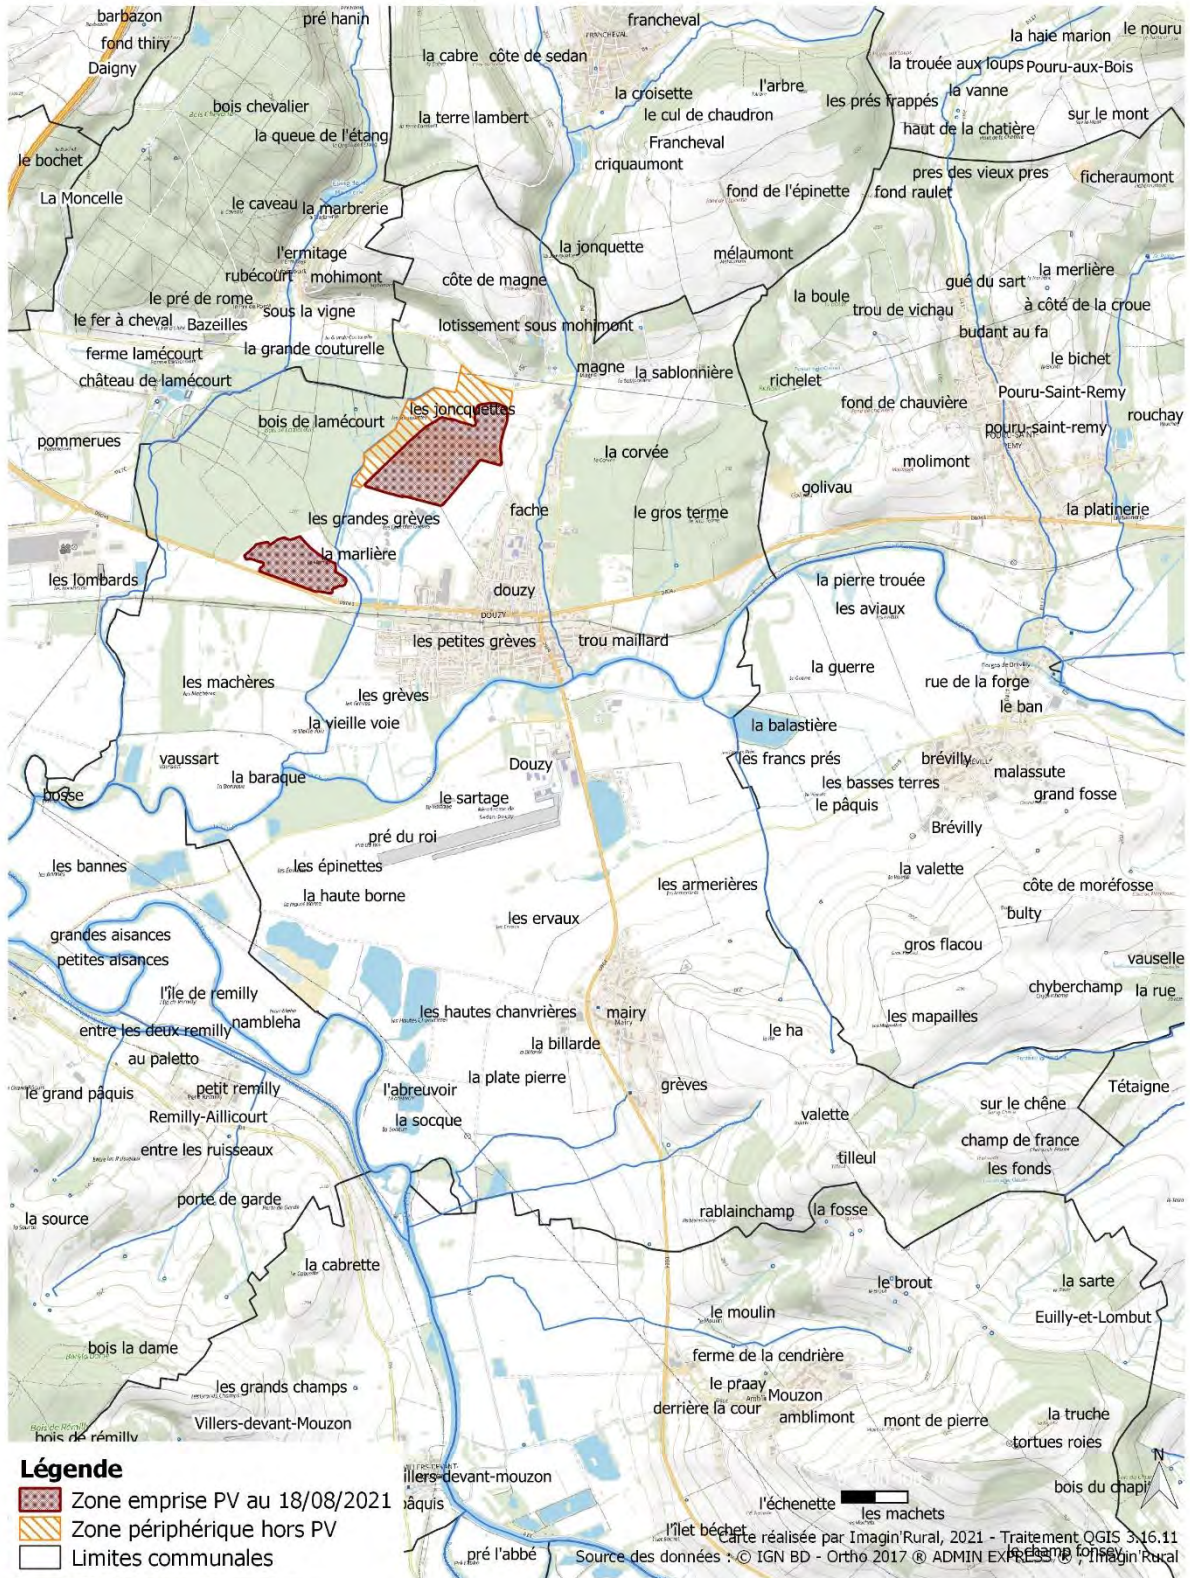 barbazon
pré hanin
francheval
fond thiry
la haie marion
le nouru
Daigny
la cabre
côte de sedan
la trouée aux loups
Pouru-aux-Bois
bois chevalier
la croisette
l'arbre
les prés frappés
la vanne
la queue de l'étang
la terre lambert
le cul de chaudron
haut de la chatière
sur le mont
le bochet
Francheval
criquaumont
pres des vieux pres
ficheraumont
La Moncelle
le caveau
la marbrerie
fond de l'épinette
fond raulet
l'ermitage
la jonquette
mélaumont
rubécourt
mohimont
côte de magne
gué du sart
la merlière
le pré de rome
sous la vigne
la boule
trou de vichau
à côté de la croue
le fer à cheval
Bazeilles
lotissement sous mohimont
budant au fa
ferme lamécourt
la grande couturelle
magne
la sablonnière
le bichet
château de lamécourt
richelet
Pouru-Saint-Remy
bois de lamécourt
les joncquettes
fond de chauvière
rouchay
pommerues
la corvée
pouru-saint-remy
molimont
golivau
les grandes grèves
fache
le gros terme
la platinerie
la marlière
les lombards
douzy
la pierre trouée
DOUZY
les aviaux
les petites grèves
trou maillard
la guerre
les machères
les grèves
rue de la forge
la vieille voie
le ban
la balastière
vaussart
la baraque
Douzy
les francs prés
brévilly
malassute
bosse
le sartage
les basses terres
grand fosse
le pâquis
pré du roi
Brévilly
les bannes
les épinettes
la valette
la haute borne
les armerières
côte de moréfosse
les ervaux
bulty
grandes aisances
gros flacou
petites aisances
vauselle
l'île de remilly
chyberchamp
la rue
entre les deux remilly
nambleha
les hautes chanvrières
mairy
les mapailles
le ha
au paletto
la billarde
le grand pâquis
petit remilly
l'abreuvoir
la plate pierre
grèves
Tétaigne
Remilly-Aillicourt
la socque
valette
sur le chêne
entre les ruisseaux
champ de france
tilleul
les fonds
porte de garde
la source
rablainchamp
la fosse
la cabrette
le brout
la sarte
le moulin
Euilly-et-Lombut
bois la dame
ferme de la cendrière
les grands champs
le praay
Mouzon
derrière la cour
amblimont
mont de pierre
la truche
Villers-devant-Mouzon
bois de rémilly
tortues roies
Légende
illers-devant-mouzon
bois du chapi
N
Zone emprise PV au 18/08/2021
pâquis
l'échenette
les machets
Zone périphérique hors PV
l'îlet béchet
Carte réalisée par Imagin'Rural, 2021 - Traitement QGIS 3.16.11
Limites communales
pré l'abbé
Source des données : © IGN BD - Ortho 2017 ® ADMIN EXPRESS ® , Imagin'Rural
le champ fonsey